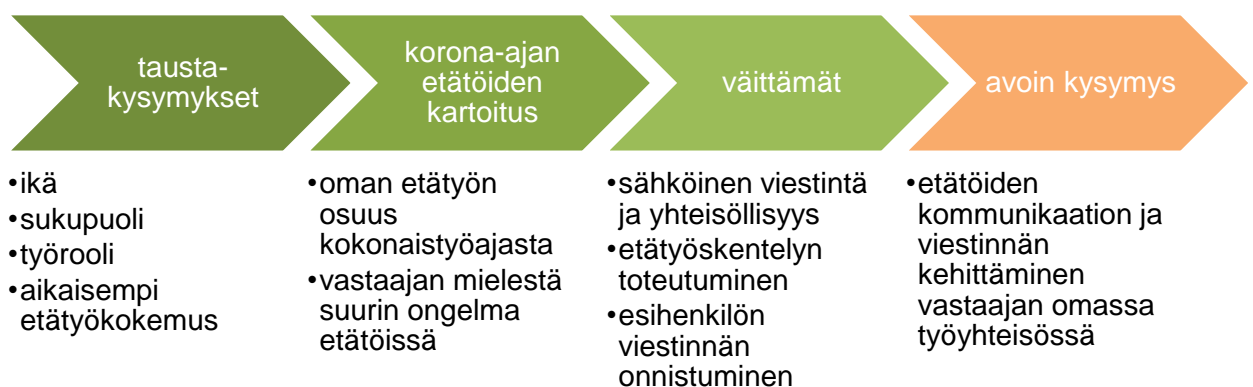 tausta-
kysymykset
•ikä
•sukupuoli
•työrooli
•aikaisempi
etätyökokemus
korona-ajan
etätöiden
kartoitus
•oman etätyön
osuus
kokonaistyöajasta
•vastaajan mielestä
suurin ongelma
etätöissä
väittämät
•sähköinen viestintä
ja yhteisöllisyys
•etätyöskentelyn
toteutuminen
•esihenkilön
viestinnän
onnistuminen
avoin kysymys
•etätöiden
kommunikaation ja
viestinnän
kehittäminen
vastaajan omassa
työyhteisössä